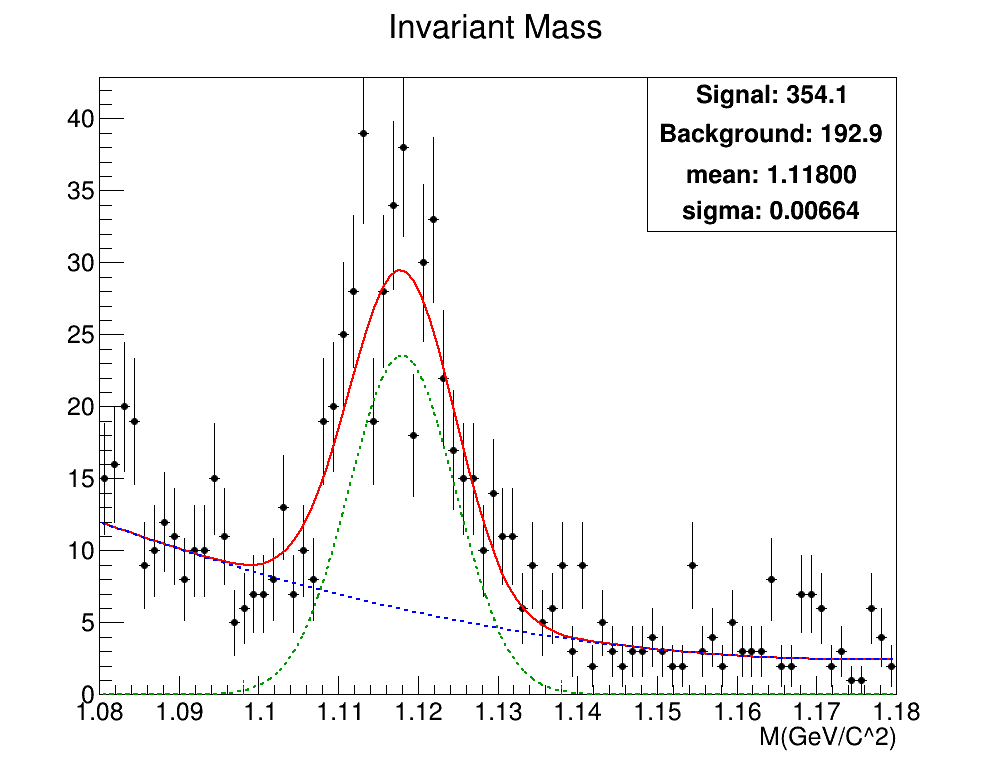 Invariant Mass
Signal: 354.1
Background: 192.9
mean: 1.11800
sigma: 0.00664
40
35
30
25
20
15
10
5
0
1.08 1.09 1.1 1.11 1.12 1.13 1.14 1.15 1.16 1.17 1.18
M(GeV/C^2)